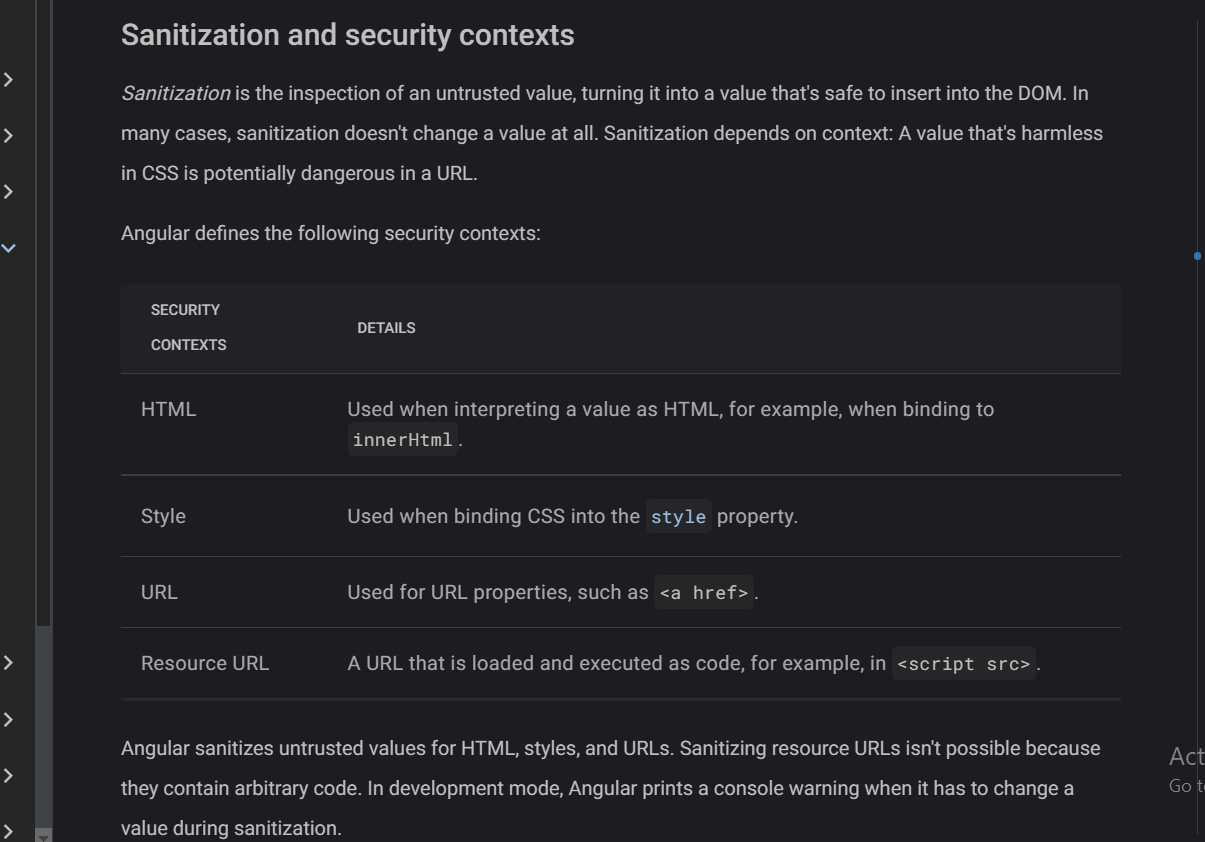 Sanitization and security contexts
Sanitization is the inspection of an untrusted value, turning it into a value that's safe to insert into the DOM. In
many cases, sanitization doesn't change a value at all. Sanitization depends on context: A value that's harmless
in CSS is potentially dangerous in a URL.
Angular defines the following security contexts:
SECURITY
CONTEXTS
DETAILS
HTML
Used when interpreting a value as HTML, for example, when binding to
innerHtml.
Style
Used when binding CSS into the style property.
URL
Used for URL properties, such as <a href>.
Resource URL
A URL that is loaded and executed as code, for example, in <script src>.
Angular sanitizes untrusted values for HTML, styles, and URLs. Sanitizing resource URLs isn't possible because
they contain arbitrary code. In development mode, Angular prints a console warning when it has to change a
value during sanitization.
Act
Go t